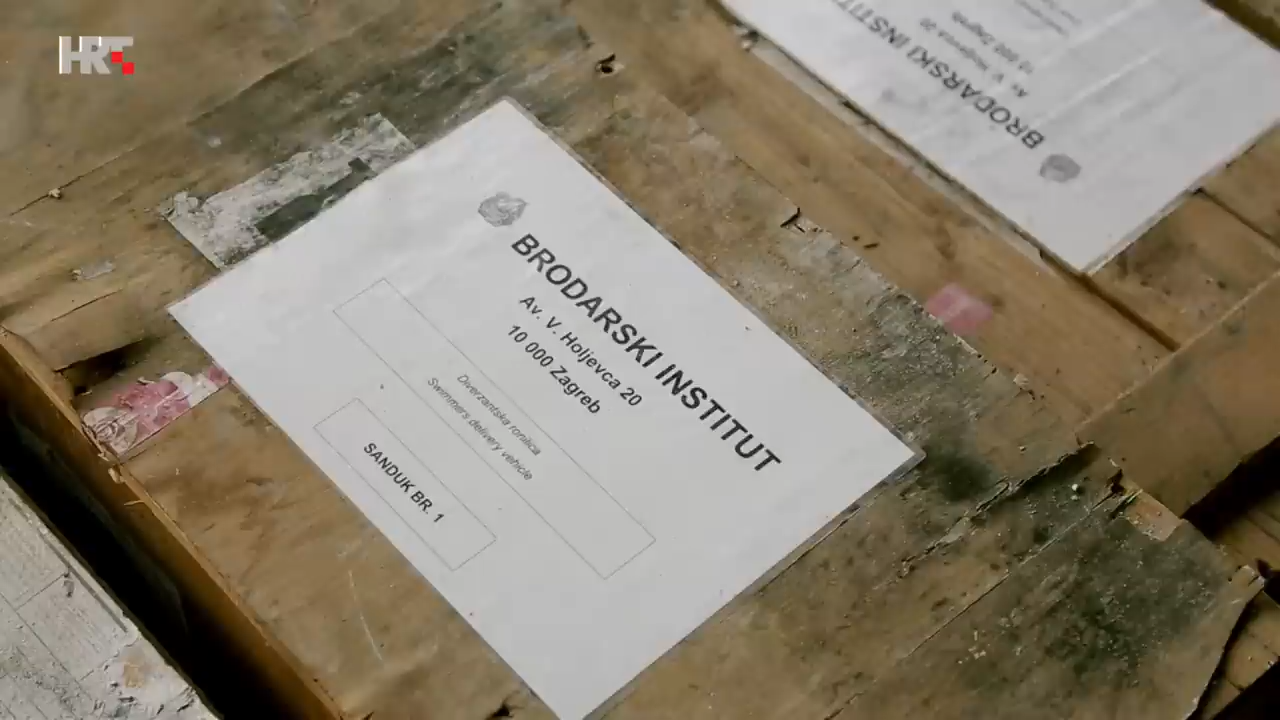 HRT
BRODARSKI INSTITUT
Av. V. Holjevca 20
10 000 Zagreb
Diverzantska ronilica
Swimmers delivery vehicle
SANDUK BR. 1
BRODARSKI INSTITUT
Av. V. Holjevca 20
10 000 Zagreb